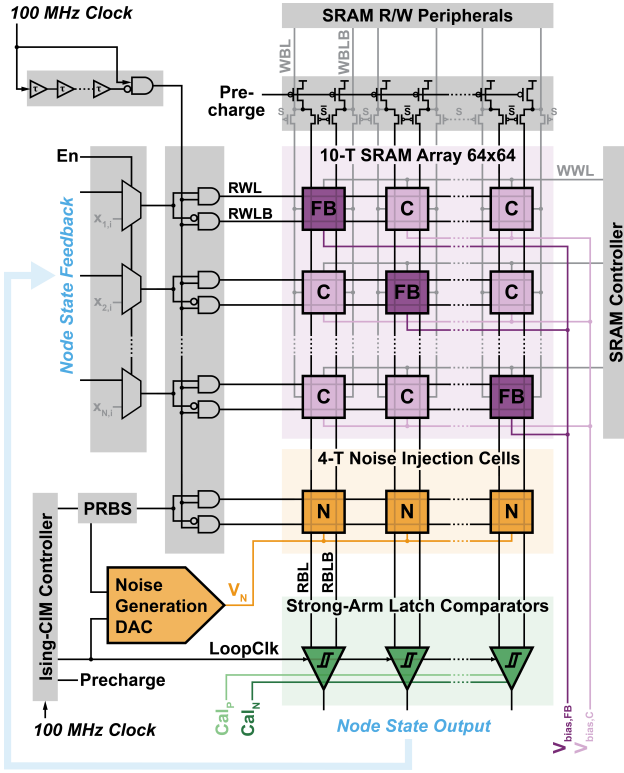 100 MHz Clock
SRAM R/W Peripherals
WBL
WBLB
τ
τ
τ
Pre-
charge
S
S
S
S
S
S
S
S
S
10-T SRAM Array 64x64
En
WWL
RWL
RWLB
x1,i
FB
C
C
Node State Feedback
x2,i
C
FB
C
SRAM Controller
xN,i
C
C
FB
4-T Noise Injection Cells
PRBS
N
N
N
Ising-CIM Controller
Noise
Generation
DAC
VN
RBL
RBLB
Strong-Arm Latch Comparators
LoopClk
Precharge
CalP
CalN
100 MHz Clock
Node State Output
Vbias,FB
Vbias,C